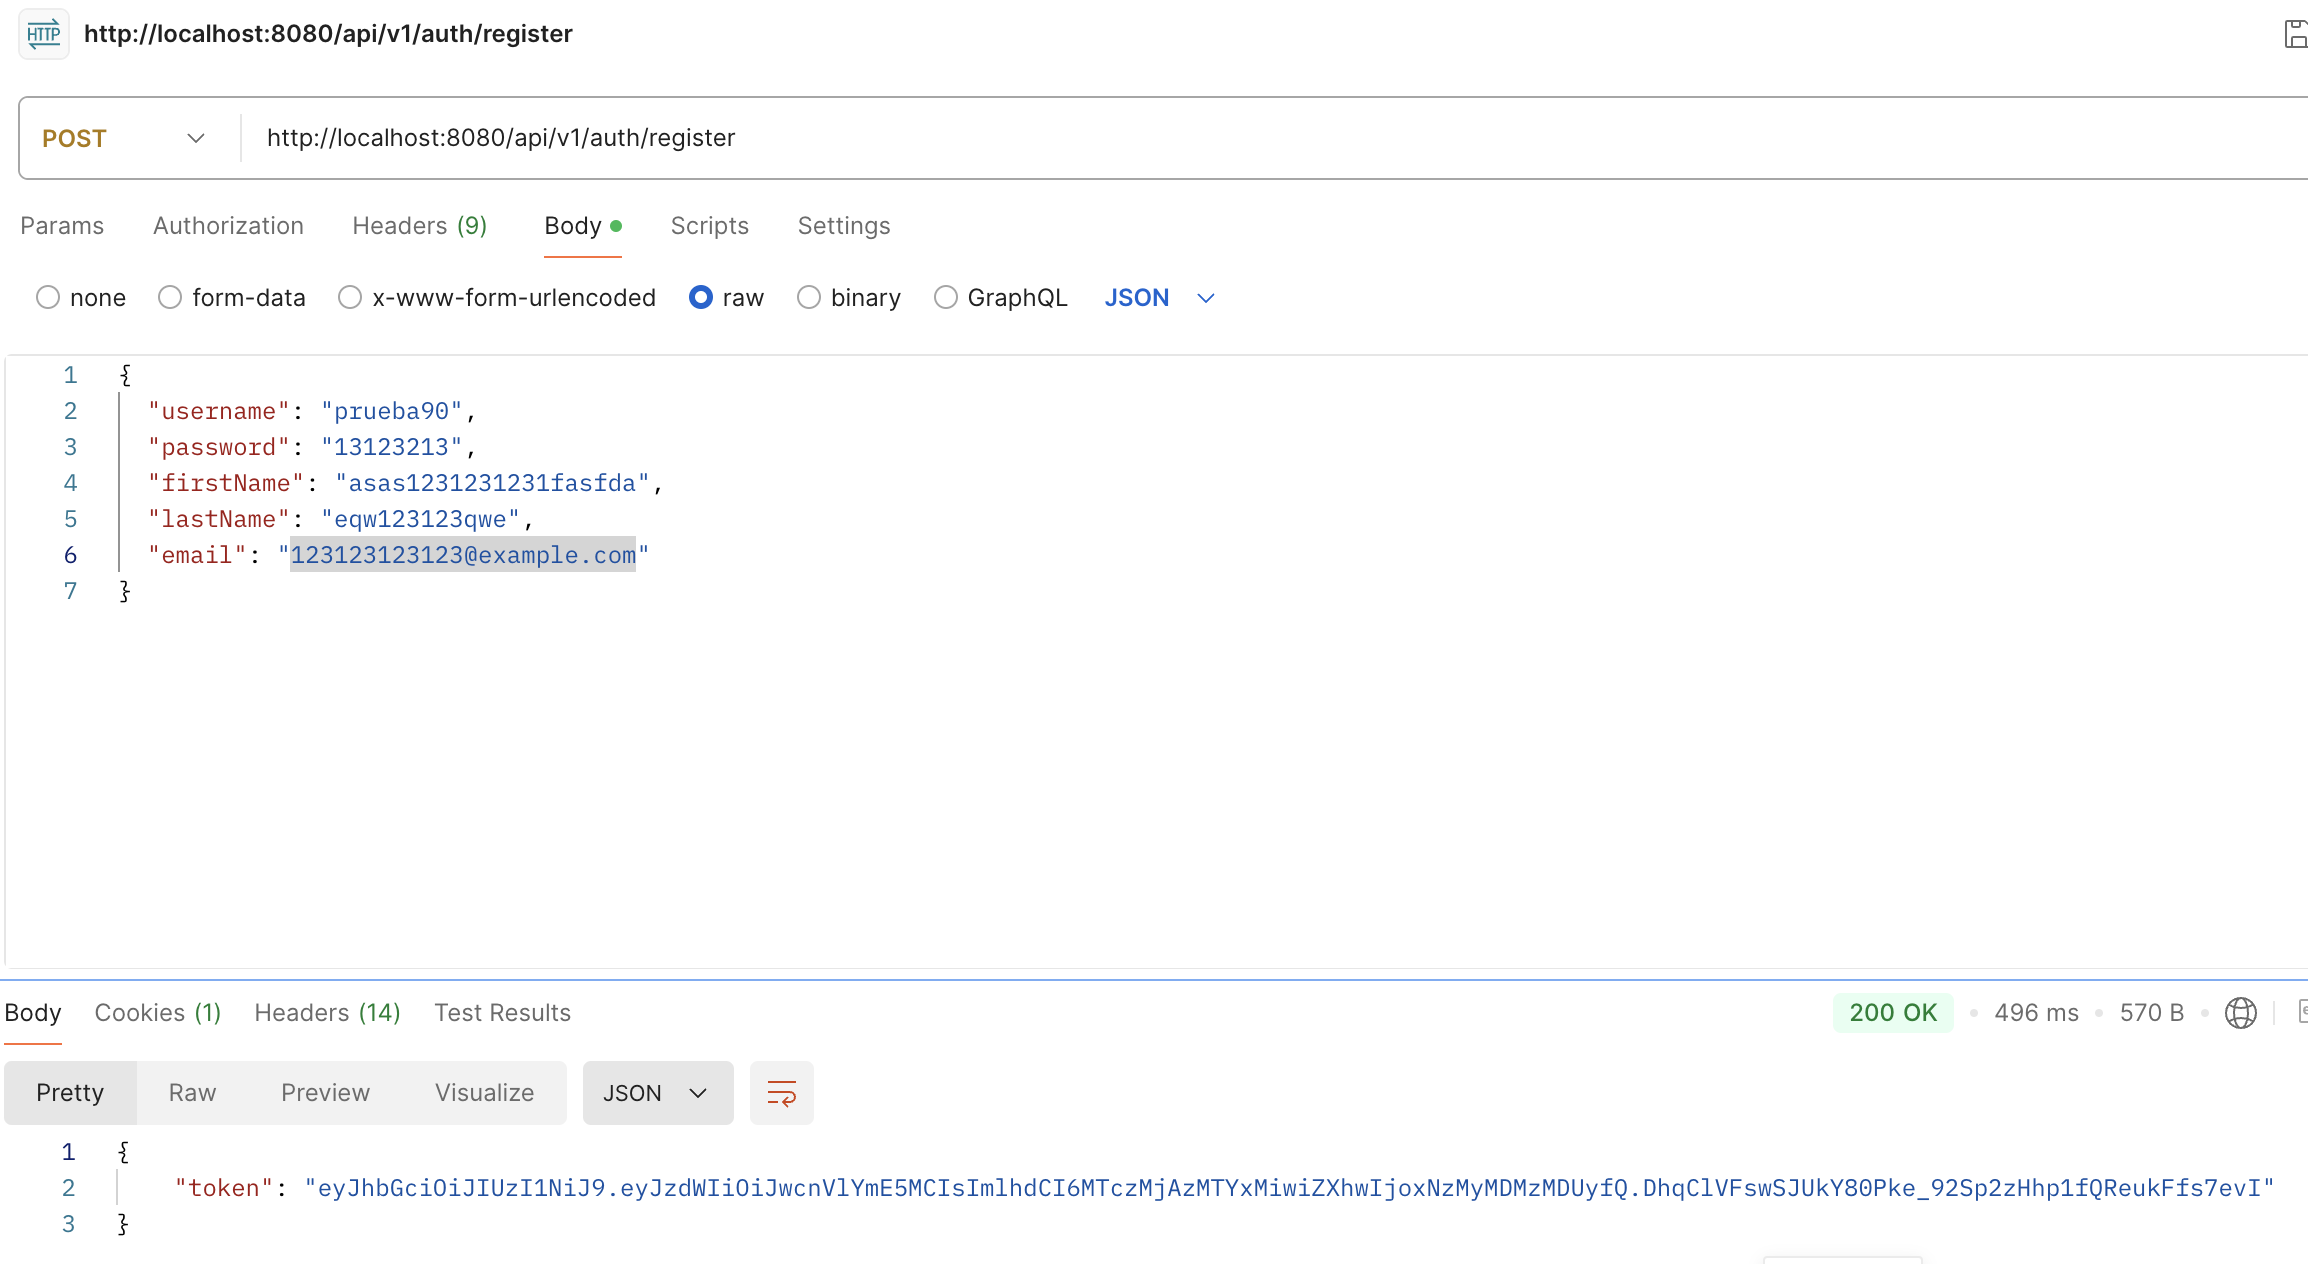 HTTP http://localhost:8080/api/v1/auth/register
POST http://localhost:8080/api/v1/auth/register
Params Authorization Headers (9) Body Scripts Settings
none form-data x-www-form-urlencoded raw binary GraphQL JSON
1 {
2 "username": "prueba90",
3 "password": "13123213",
4 "firstName": "asas1231231231fasfda",
5 "lastName": "eqw123123qwe",
6 "email": "123123123123@example.com"
7 }
Body Cookies (1) Headers (14) Test Results 200 OK • 496 ms • 570 B •
Pretty Raw Preview Visualize JSON
1 {
2 "token": "eyJhbGciOiJIUzI1NiJ9.eyJzdWIiOiJwcnVlYmE5MCIsImlhdCI6MTczMjAzMTYxMiwiZXhwIjoxNzMyMDMzMDUyfQ.DhqClVFswSJUkY80Pke_92Sp2zHhp1fQReukFfs7evI"
3 }